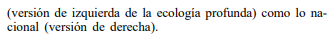 (versión de izquierda de la ecología profunda) como lo na-
cional (versión de derecha).